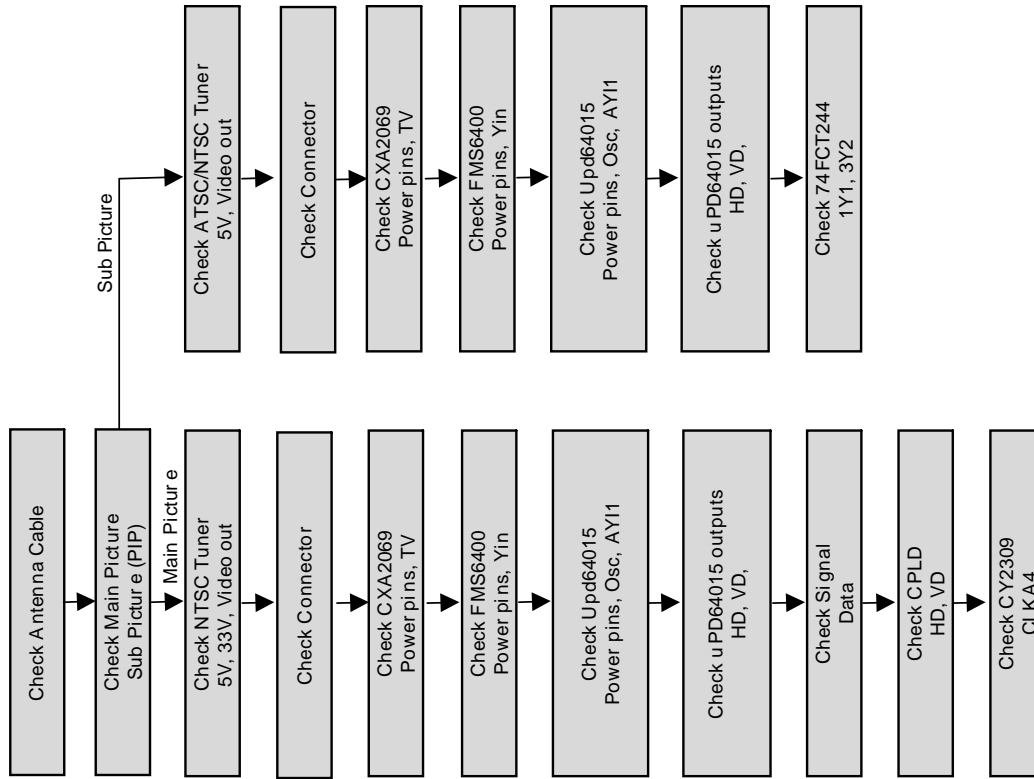 Check Antenna Cable
Check Main Picture
Sub Picture (PIP)
Main Picture
Check NTSC Tuner
5V, 33V, Video out
Check Connector
Check CXA2069
Power pins, TV
Check FMS6400
Power pins, Yin
Check Upd64015
Power pins, Osc, AYI1
Check uPD64015 outputs
HD, VD,
Check Signal
Data
Check CPLD
HD, VD
Check CY2309
CLKA4
Sub Picture
Check ATSC/NTSC Tuner
5V, Video out
Check Connector
Check CXA2069
Power pins, TV
Check FMS6400
Power pins, Yin
Check Upd64015
Power pins, Osc, AYI1
Check uPD64015 outputs
HD, VD,
Check 74FCT244
1Y1, 3Y2